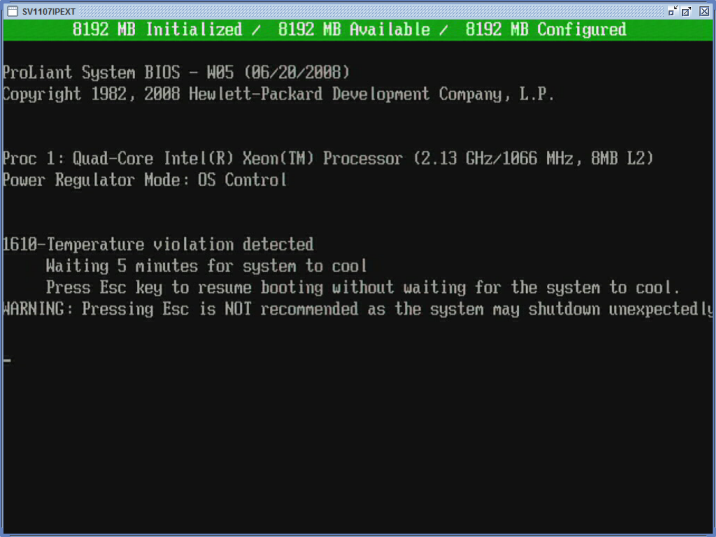 SV1107IPEXT
8192 MB Initialized / 8192 MB Available / 8192 MB Configured
ProLiant System BIOS - W05 (06/20/2008)
Copyright 1982, 2008 Hewlett-Packard Development Company, L.P.
Proc 1: Quad-Core Intel(R) Xeon(TM) Processor (2.13 GHz/1066 MHz, 8MB L2)
Power Regulator Mode: OS Control
1610-Temperature violation detected
Waiting 5 minutes for system to cool
Press Esc key to resume booting without waiting for the system to cool.
WARNING: Pressing Esc is NOT recommended as the system may shutdown unexpectedly